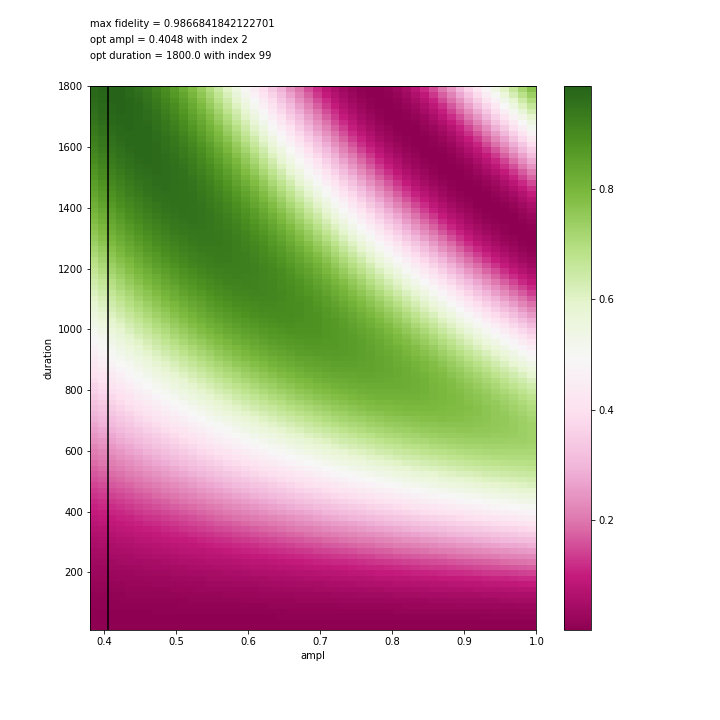 max fidelity = 0.9866841842122701
opt ampl = 0.4048 with index 2
opt duration = 1800.0 with index 99
1800
1600
1400
1200
1000
800
600
400
200
duration
0.4 0.5 0.6 0.7 0.8 0.9 1.0
ampl
0.8
0.6
0.4
0.2